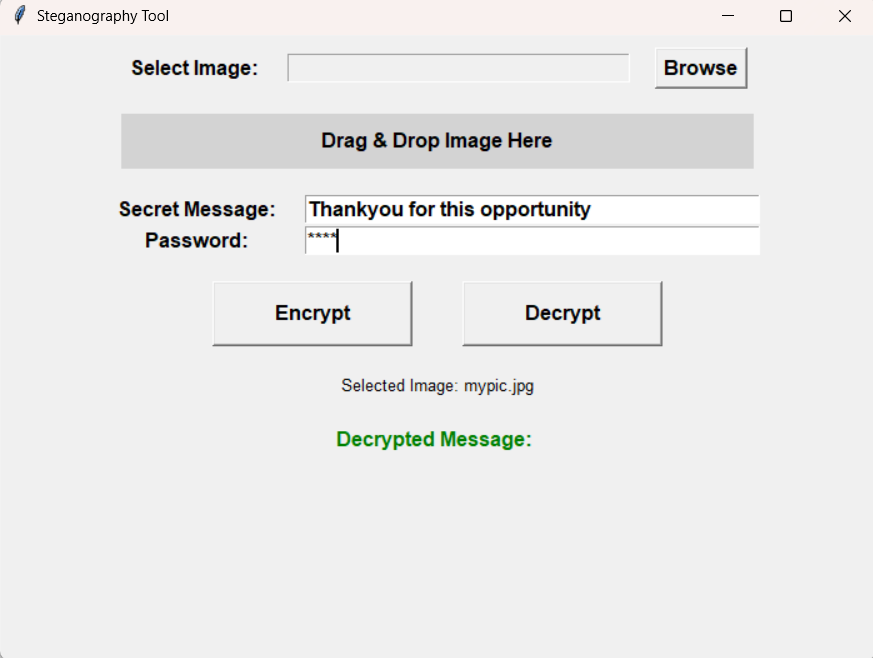 Steganography Tool
Select Image: Browse
Drag & Drop Image Here
Secret Message: Thankyou for this opportunity
Password: ****
Encrypt Decrypt
Selected Image: mypic.jpg
Decrypted Message: